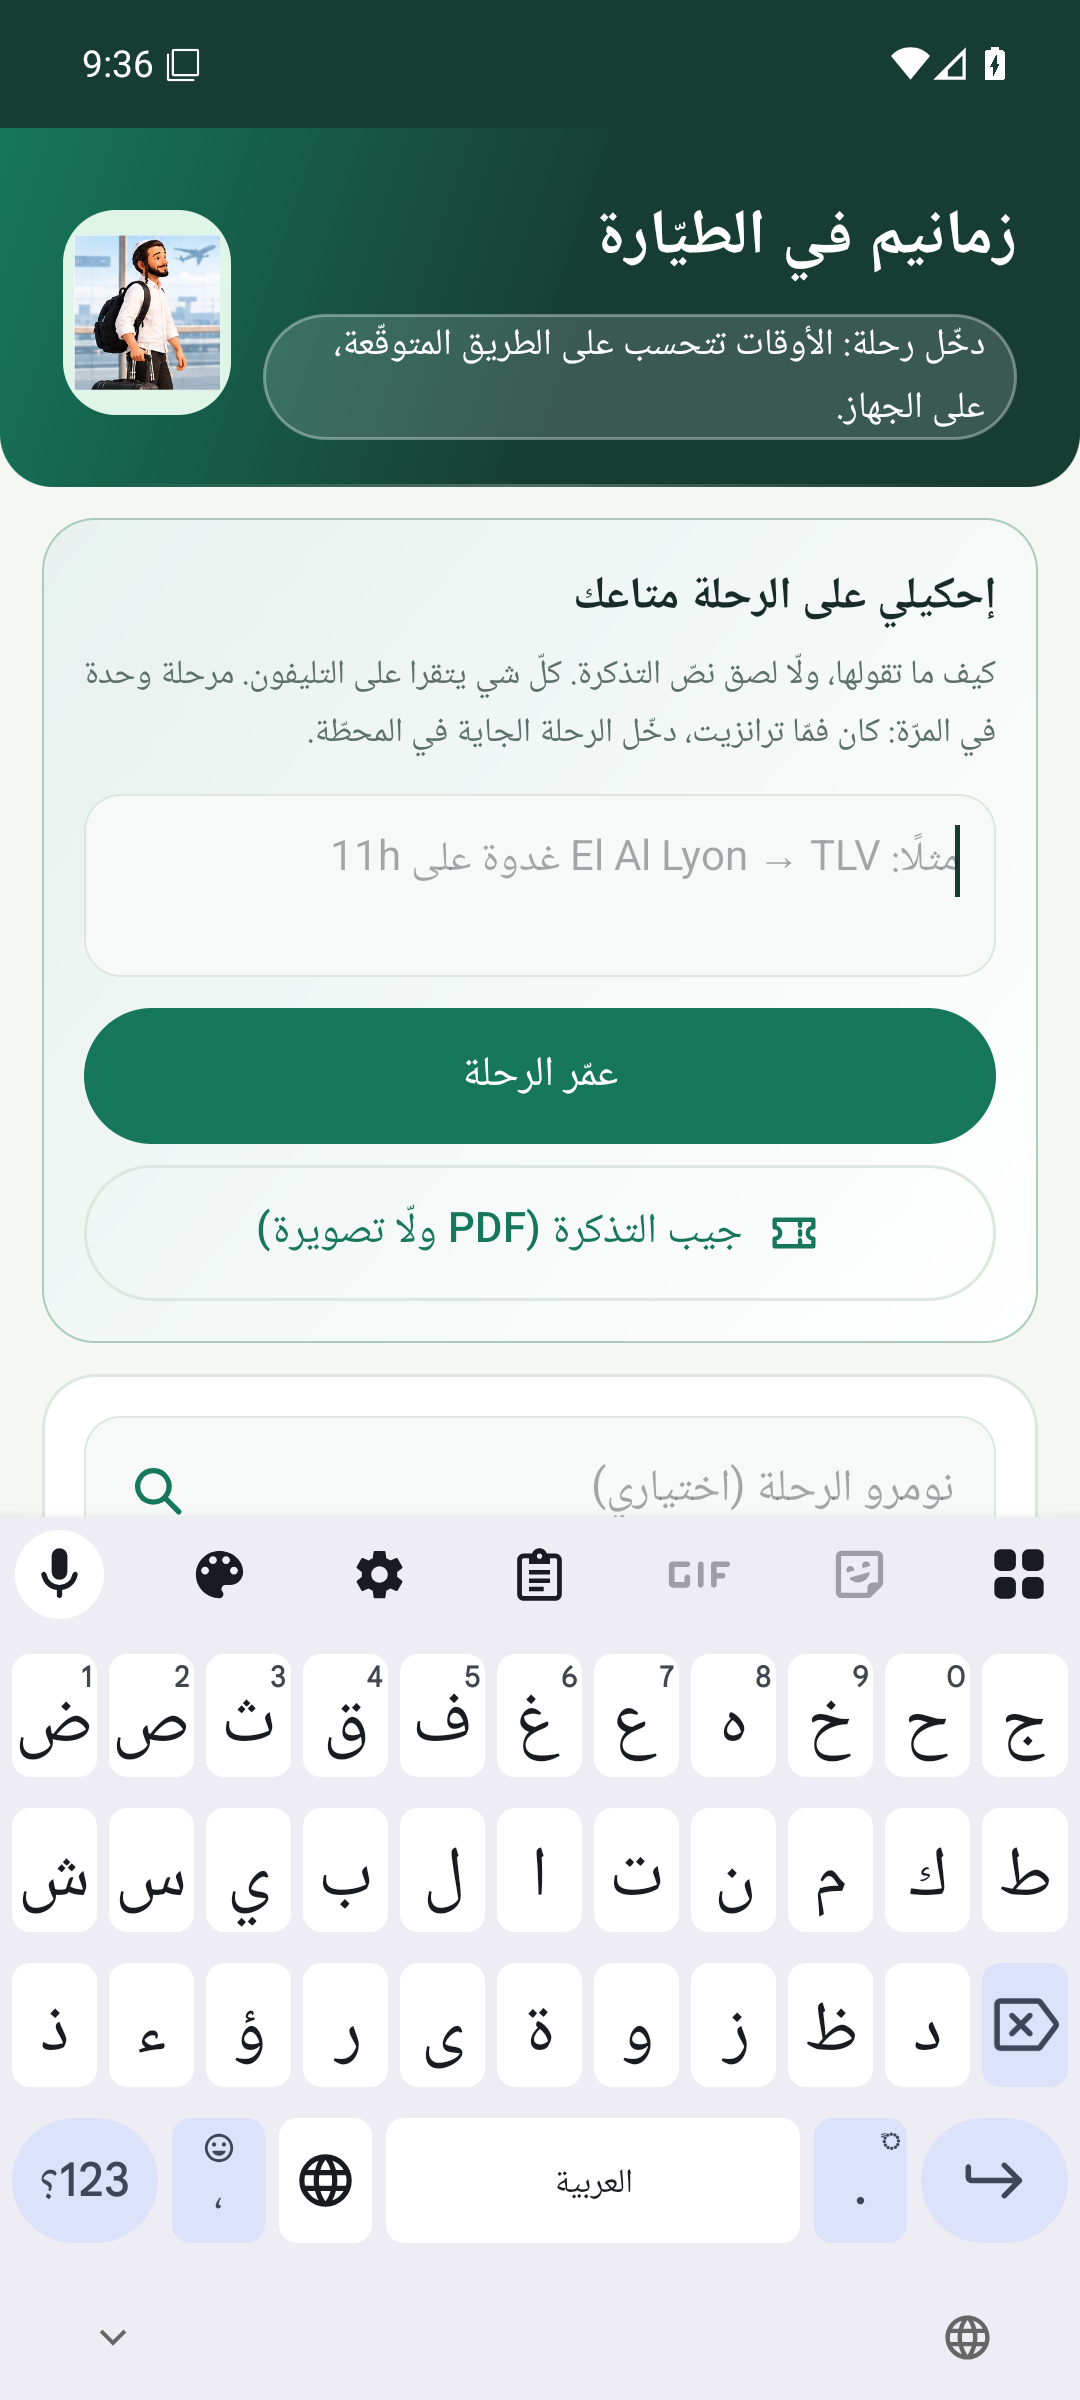 9:36
زمانيم في الطيّارة
دخّل رحلة: الأوقات تتحسب على الطريق المتوقّعة،
على الجهاز.
إحكيلي على الرحلة متاعك
كيف ما تقولها، ولّا لصق نصّ التذكرة. كلّ شي يتقرا على التليفون. مرحلة وحدة
في المرّة: كان فمّا ترانزيت، دخّل الرحلة الجاية في المحطّة.
مثلًا: El Al Lyon → TLV غدوة على 11h
عمّر الرحلة
جيب التذكرة (PDF ولّا تصويرة)
نومرو الرحلة (اختياري)
GIF
1 2 3 4 5 6 7 8 9 0
ض ص ث ق ف غ ع ه خ ح ج
ش س ي ب ل ا ت ن م ك ط
ذ ء ؤ ر ى ة و ز ظ د
؟123 ، العربية .